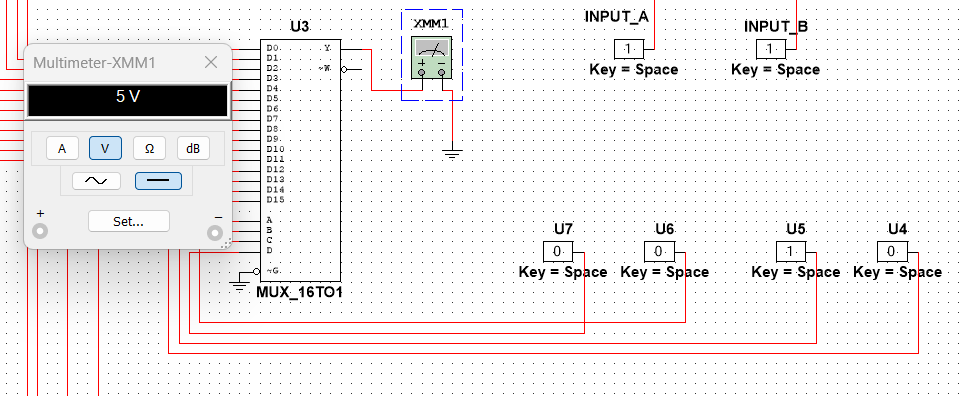 INPUT_A
INPUT_B
XMM1
U3
1
1
Key = Space
Key = Space
Multimeter-XMM1
5 V
A
V
Ω
dB
Set...
+
−
D0
D1
D2
D3
D4
D5
D6
D7
D8
D9
D10
D11
D12
D13
D14
D15
A
B
C
D
~G
Y
~W
+
-
MUX_16TO1
U7
U6
U5
U4
0
0
1
0
Key = Space
Key = Space
Key = Space
Key = Space